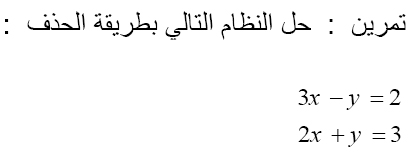 تمرين : حل النظام التالي بطريقة الحذف :
3x − y = 2
2x + y = 3